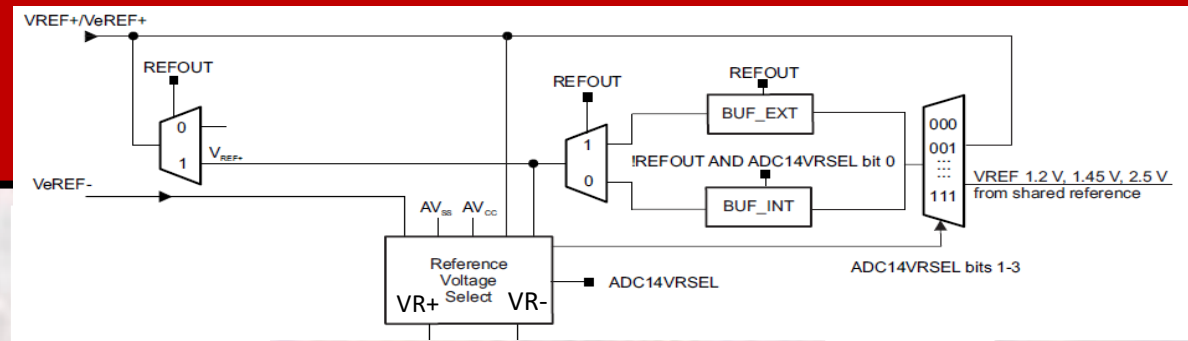 VREF+/VeREF+
REFOUT
0
1
VREF+
REFOUT
1
0
REFOUT
BUF_EXT
!REFOUT AND ADC14VRSEL bit 0
BUF_INT
000
001
...
...
111
VREF 1.2 V, 1.45 V, 2.5 V
from shared reference
ADC14VRSEL bits 1-3
VeREF-
AVSS
AVCC
Reference
Voltage
Select
VR+
VR-
ADC14VRSEL